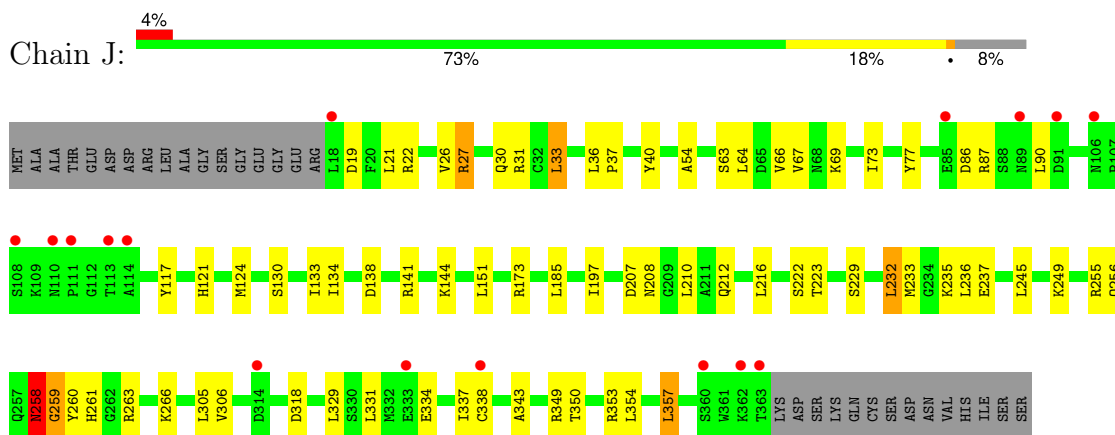 4%
Chain J:
73% 18% • 8%
MET ALA ALA THR GLU ASP ASP ARG LEU ALA GLY SER GLY GLU GLY GLU ARG L18 D19 F20 L21 R22 V26 R27 Q30 R31 C32 L33 L36 P37 Y40 A54 S63 L64 D65 V66 V67 N68 K69 I73 Y77 E85 D86 R87 S88 N89 L90 D91 N106
S108 K109 N110 P111 G112 T113 A114 Y117 H121 M124 S130 I133 I134 D138 R141 K144 L151 R173 L185 I197 D207 N208 G209 L210 A211 Q212 L216 S222 T223 S229 L232 M233 G234 K235 L236 E237 L245 K249 R255
Q257 N258 G259 Y260 H261 G262 R263 K266 L305 V306 D314 D318 L329 S330 L331 M332 E333 E334 I337 C338 A343 R349 T350 R353 L354 L357 S360 W361 K362 T363 LYS ASP SER LYS GLN CYS SER ASP ASN VAL HIS ILE SER SER